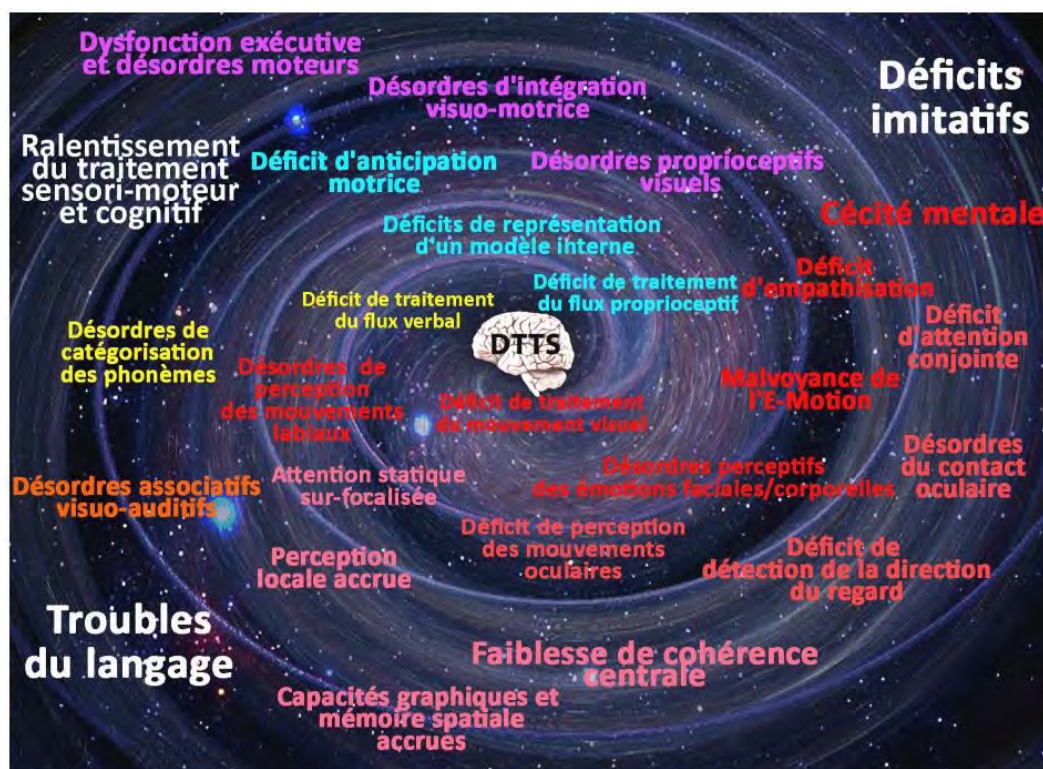 Dysfonction exécutive
et désordres moteurs
Désordres d'intégration
visuo-motrice
Déficits
imitatifs
Ralentissement
du traitement
sensori-moteur
et cognitif
Déficit d'anticipation
motrice
Désordres proprioceptifs
visuels
Cécité mentale
Déficits de représentation
d'un modèle interne
Déficit
d'empathisation
Déficit de traitement
du flux verbal
Déficit de traitement
du flux proprioceptif
Déficit
d'attention
conjointe
Désordres de
catégorisation
des phonèmes
DTTS
Désordres de
perception
des mouvements
labiaux
Déficit de traitement
du mouvement visuel
Malvoyance de
l'E-Motion
Désordres
du contact
oculaire
Désordres associatifs
visuo-auditifs
Attention statique
sur-focalisée
Désordres perceptifs
des émotions faciales/corporelles
Déficit de perception
des mouvements
oculaires
Perception
locale accrue
Déficit de
détection de la direction
du regard
Troubles
du langage
Faiblesse de cohérence
centrale
Capacités graphiques et
mémoire spatiale
accrues